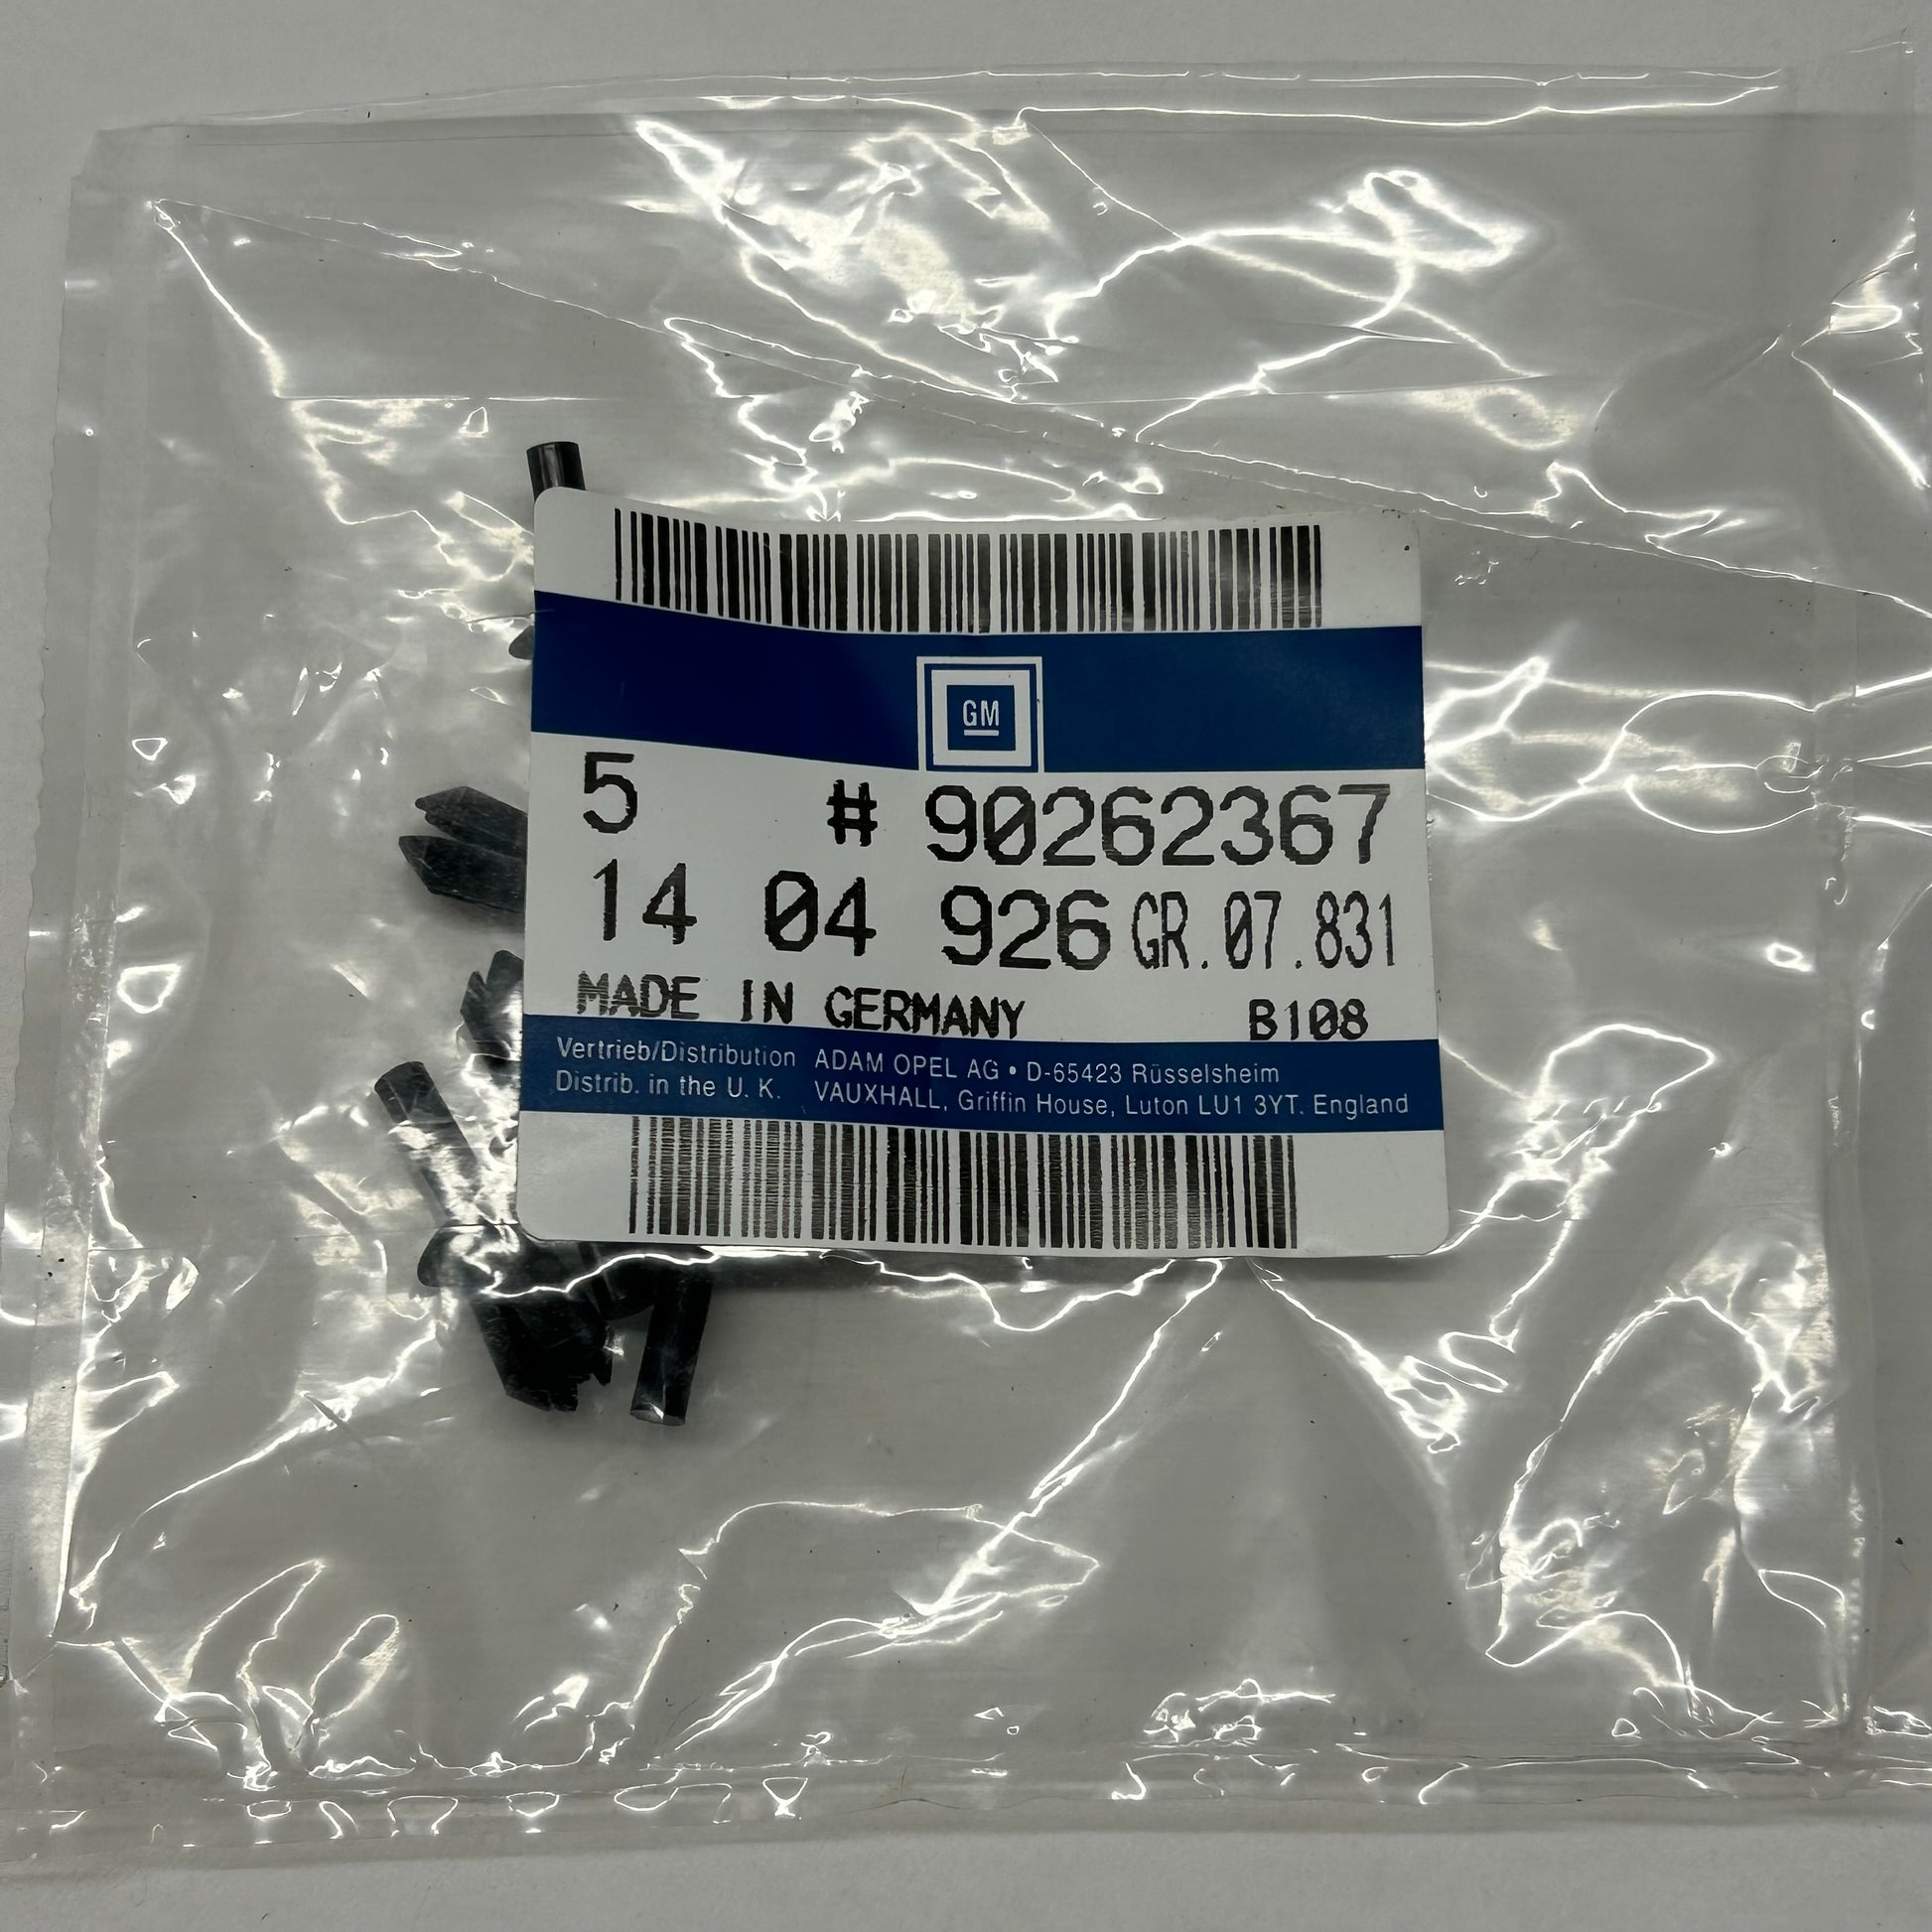 GM
5 # 90262367
14 04 926 GR.07.831
MADE IN GERMANY B108
Vertrieb/Distribution ADAM OPEL AG • D-65423 Rüsselsheim
Distrib. in the U. K. VAUXHALL, Griffin House, Luton LU1 3YT. England